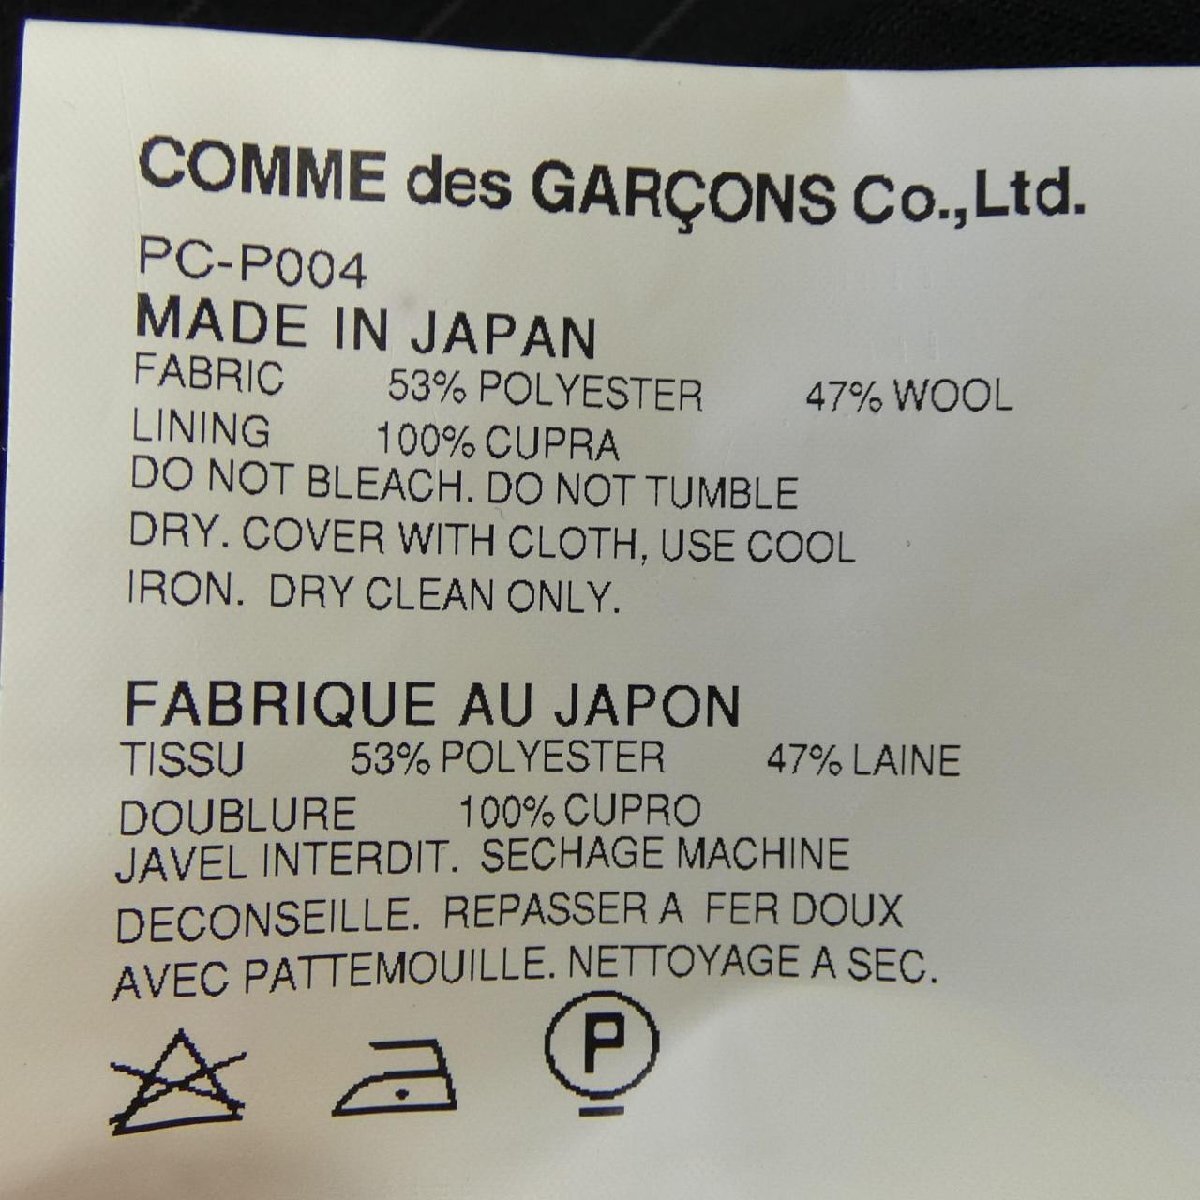 COMME des GARÇONS Co.,Ltd.
PC-P004
MADE IN JAPAN
FABRIC 53% POLYESTER 47% WOOL
LINING 100% CUPRA
DO NOT BLEACH. DO NOT TUMBLE
DRY. COVER WITH CLOTH, USE COOL
IRON. DRY CLEAN ONLY.
FABRIQUE AU JAPON
TISSU 53% POLYESTER 47% LAINE
DOUBLURE 100% CUPRO
JAVEL INTERDIT. SECHAGE MACHINE
DECONSEILLE. REPASSER A FER DOUX
AVEC PATTEMOUILLE. NETTOYAGE A SEC.
P